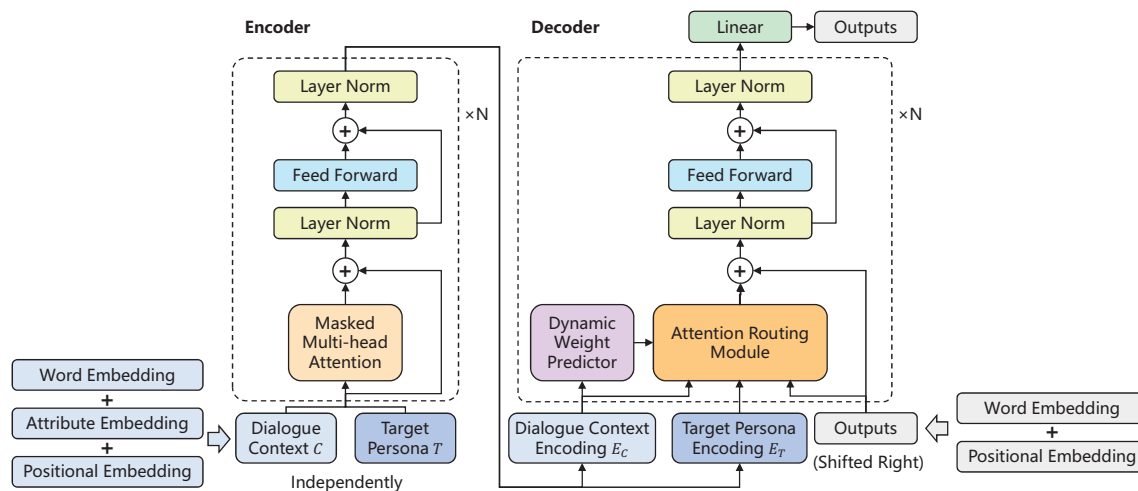 Encoder
Layer Norm
×N
+
Feed Forward
Layer Norm
+
Masked
Multi-head
Attention
Word Embedding
+
Attribute Embedding
+
Positional Embedding
Dialogue
Context C
Target
Persona T
Independently
Decoder
Linear
Outputs
Layer Norm
×N
+
Feed Forward
Layer Norm
+
Dynamic
Weight
Predictor
Attention Routing
Module
Dialogue Context
Encoding E_C
Target Persona
Encoding E_T
Outputs
(Shifted Right)
Word Embedding
+
Positional Embedding